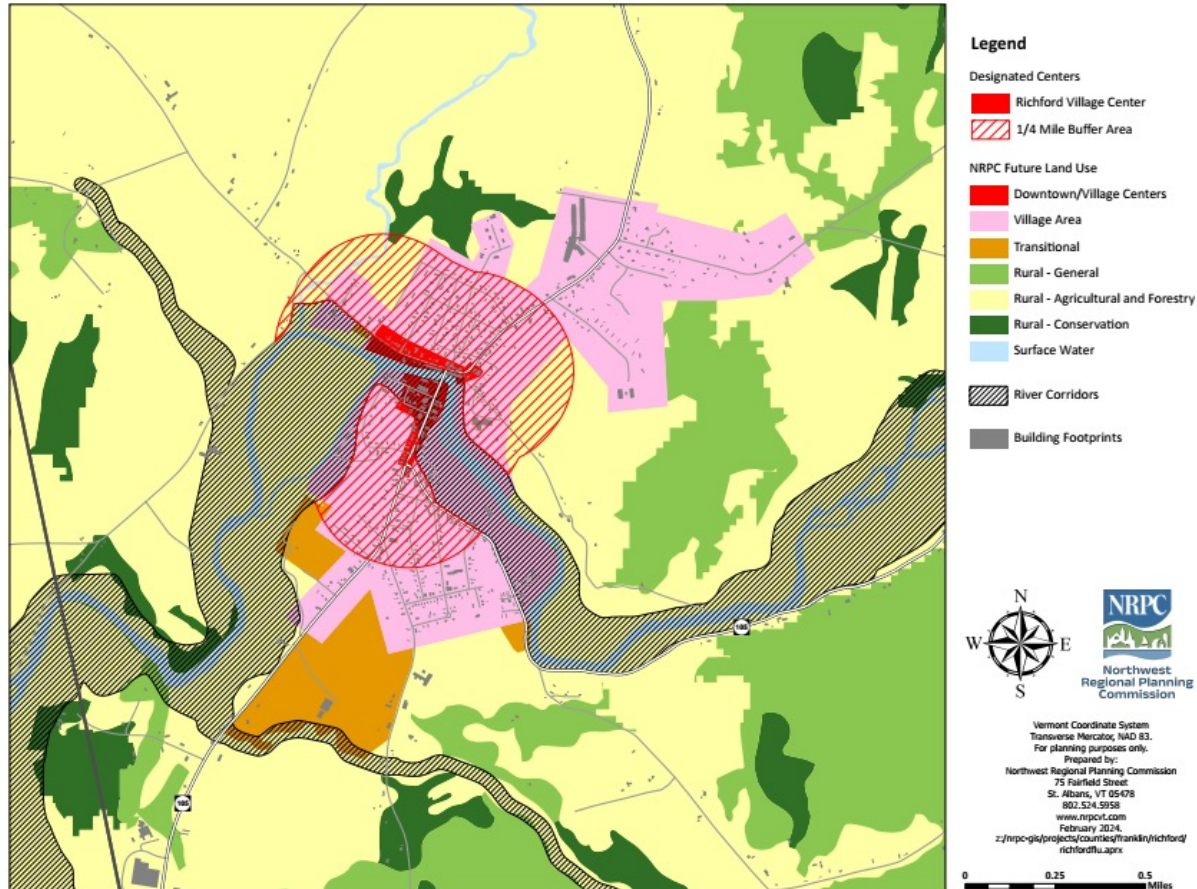 Legend
Designated Centers
Richford Village Center
1/4 Mile Buffer Area
NRPC Future Land Use
Downtown/Village Centers
Village Area
Transitional
Rural - General
Rural - Agricultural and Forestry
Rural - Conservation
Surface Water
River Corridors
Building Footprints
105
105
N
W E
S
NRPC
Northwest
Regional Planning
Commission
Vermont Coordinate System
Transverse Mercator, NAD 83.
For planning purposes only.
Prepared by:
Northwest Regional Planning Commission
75 Fairfield Street
St. Albans, VT 05478
802.524.5958
www.nrpcvt.com
February 2024.
z:/nrpc-gis/projects/counties/franklin/richford/
richfordflu.aprx
0 0.25 0.5
Miles